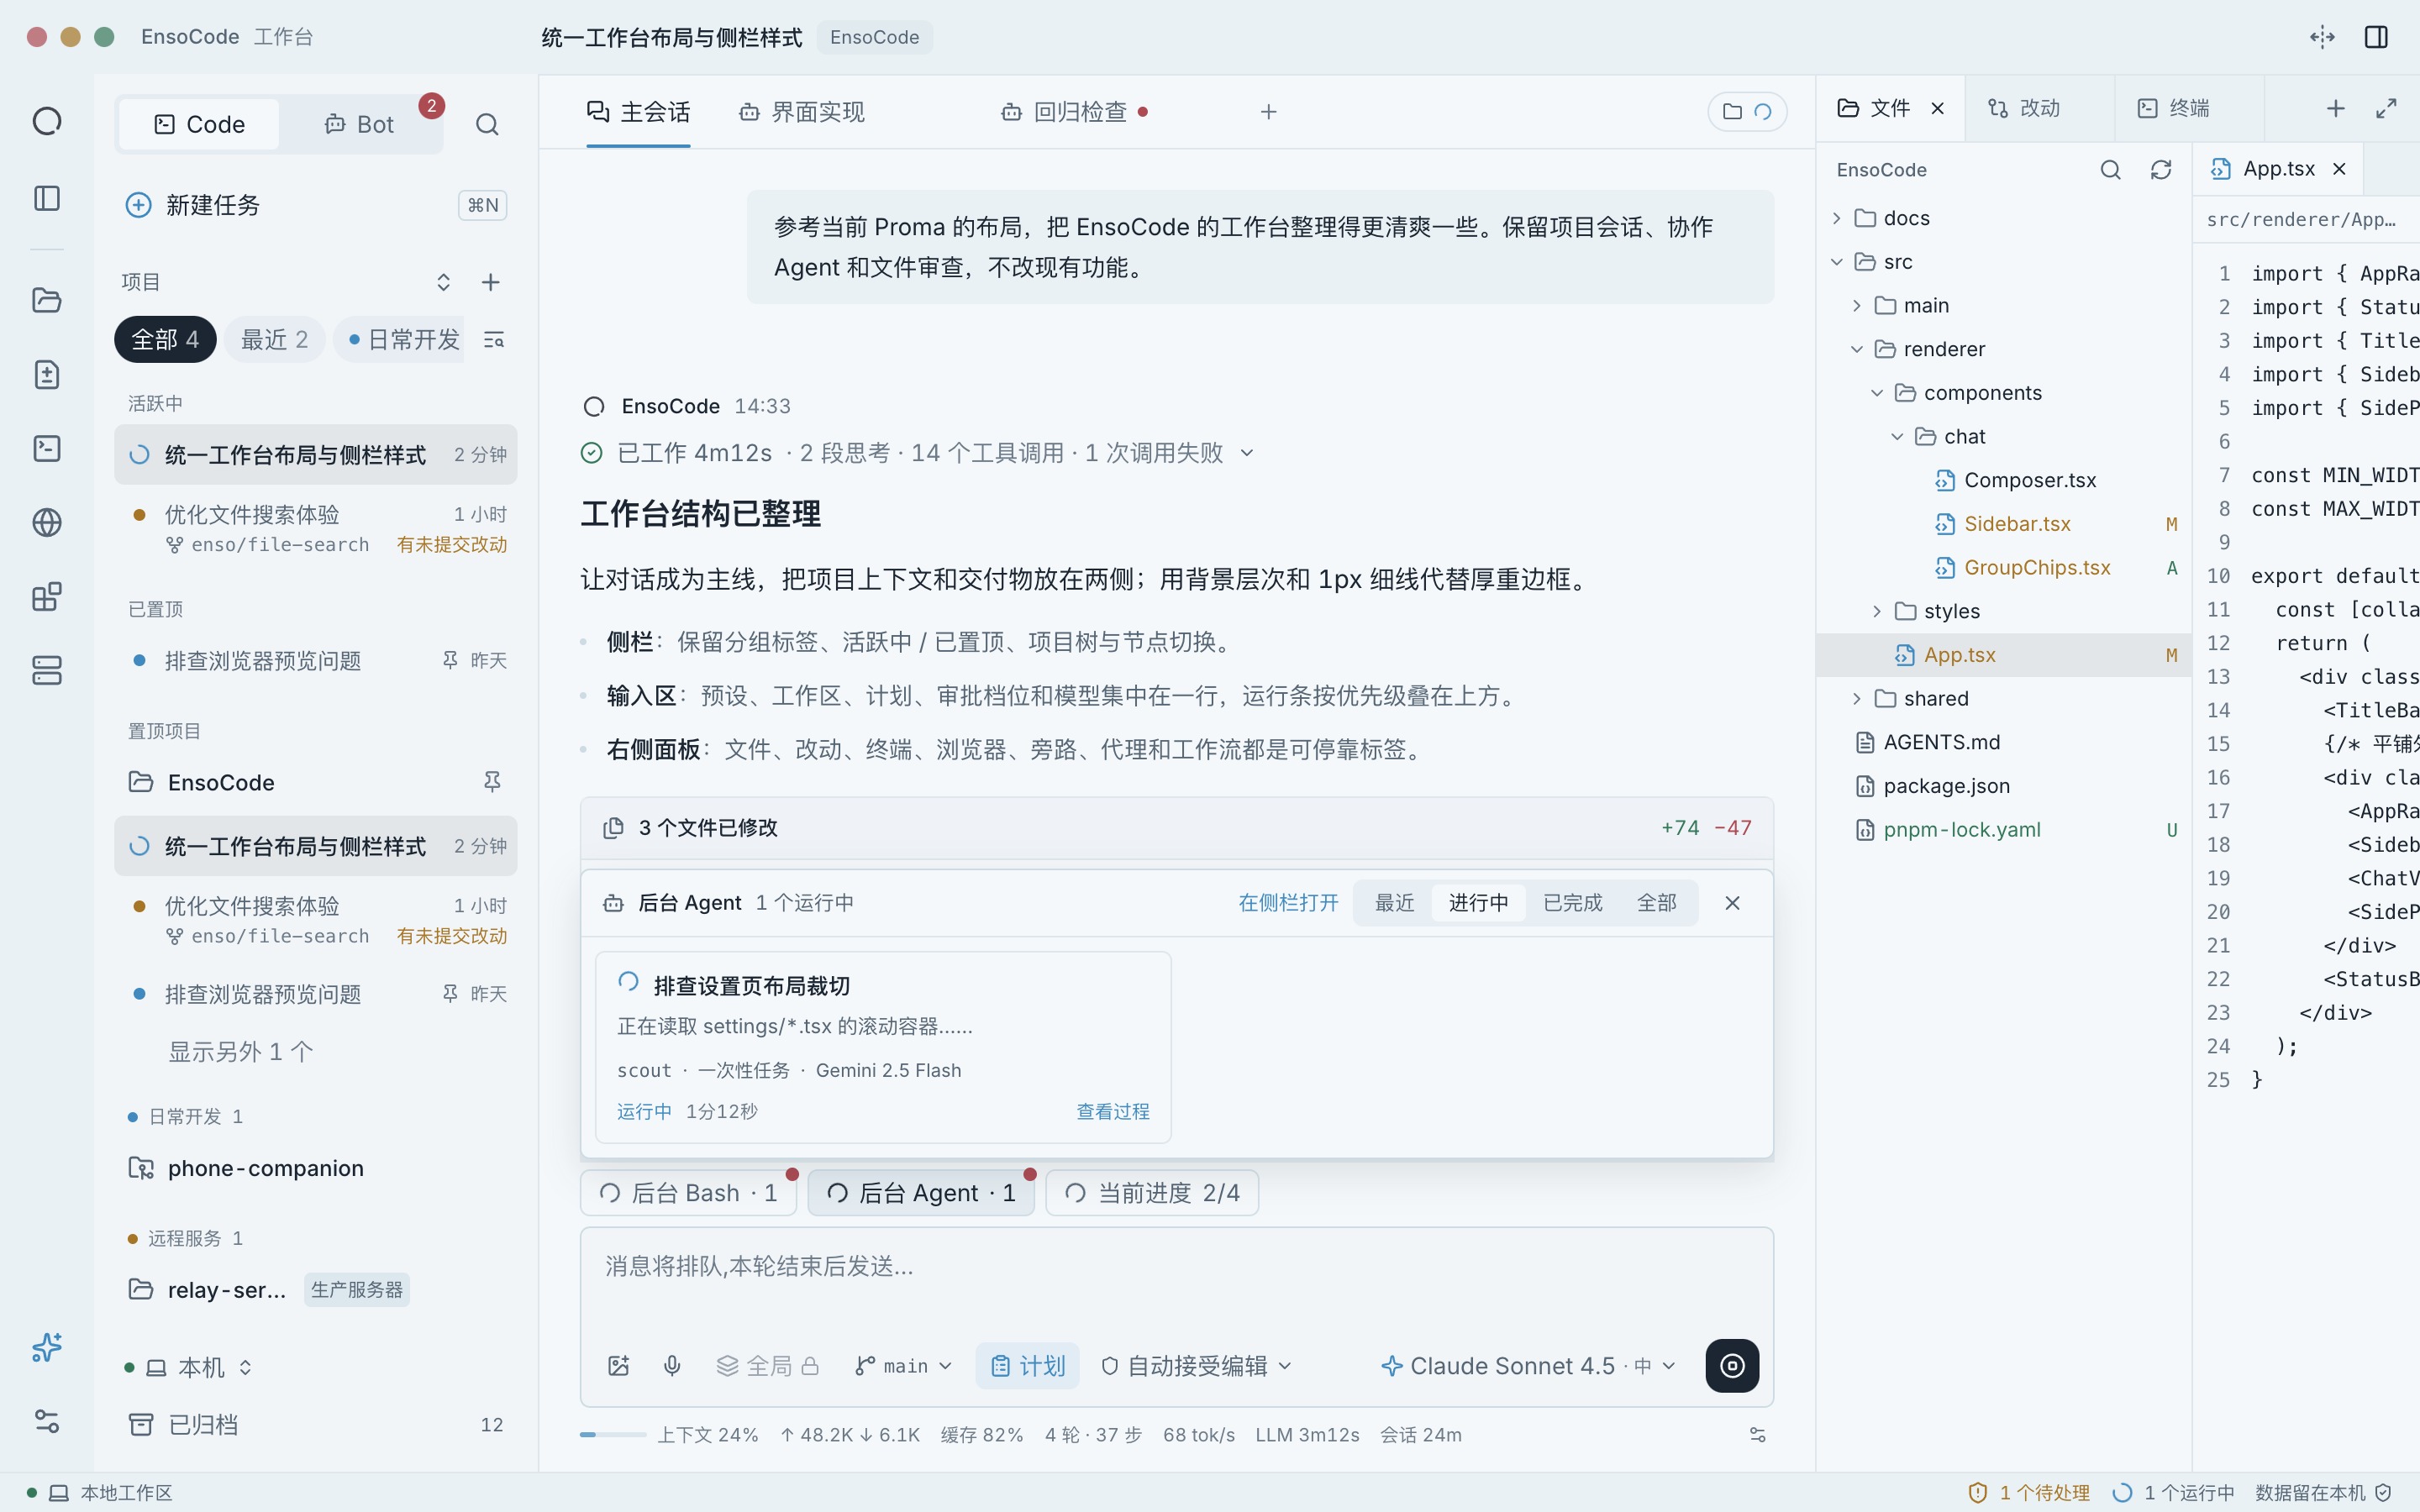 EnsoCode 工作台
统一工作台布局与侧栏样式 EnsoCode
Code
Bot
2
新建任务 ⌘N
项目
全部 4
最近 2
日常开发
活跃中
统一工作台布局与侧栏样式 2 分钟
优化文件搜索体验 1 小时
enso/file-search 有未提交改动
已置顶
排查浏览器预览问题 昨天
置顶项目
EnsoCode
统一工作台布局与侧栏样式 2 分钟
优化文件搜索体验 1 小时
enso/file-search 有未提交改动
排查浏览器预览问题 昨天
显示另外 1 个
日常开发 1
phone-companion
远程服务 1
relay-ser... 生产服务器
本机
已归档 12
主会话
界面实现
回归检查
参考当前 Proma 的布局，把 EnsoCode 的工作台整理得更清爽一些。保留项目会话、协作
Agent 和文件审查，不改现有功能。
EnsoCode 14:33
已工作 4m12s · 2 段思考 · 14 个工具调用 · 1 次调用失败
工作台结构已整理
让对话成为主线，把项目上下文和交付物放在两侧；用背景层次和 1px 细线代替厚重边框。
侧栏：保留分组标签、活跃中 / 已置顶、项目树与节点切换。
输入区：预设、工作区、计划、审批档位和模型集中在一行，运行条按优先级叠在上方。
右侧面板：文件、改动、终端、浏览器、旁路、代理和工作流都是可停靠标签。
3 个文件已修改 +74 −47
后台 Agent 1 个运行中 在侧栏打开 最近 进行中 已完成 全部
排查设置页布局裁切
正在读取 settings/*.tsx 的滚动容器……
scout · 一次性任务 · Gemini 2.5 Flash
运行中 1分12秒 查看过程
后台 Bash · 1
后台 Agent · 1
当前进度 2/4
消息将排队,本轮结束后发送...
全局
main
计划
自动接受编辑
Claude Sonnet 4.5 · 中
上下文 24% ↑ 48.2K ↓ 6.1K 缓存 82% 4 轮 · 37 步 68 tok/s LLM 3m12s 会话 24m
文件
改动
终端
EnsoCode
docs
src
main
renderer
components
chat
Composer.tsx
Sidebar.tsx M
GroupChips.tsx A
styles
App.tsx M
shared
AGENTS.md
package.json
pnpm-lock.yaml U
App.tsx
src/renderer/App…
1 import { AppRa
2 import { Statu
3 import { Title
4 import { Sideb
5 import { SideP
6
7 const MIN_WIDT
8 const MAX_WIDT
9
10 export default
11 const [colla
12 return (
13 <div class
14 <TitleBa
15 {/* 平铺
16 <div cla
17 <AppRa
18 <Sideb
19 <ChatV
20 <SideP
21 </div>
22 <StatusB
23 </div>
24 );
25 }
本地工作区
1 个待处理
1 个运行中
数据留在本机